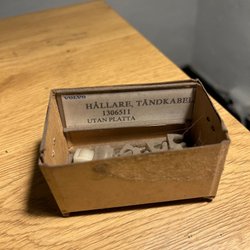 VOLVO
HÅLLARE, TÄNDKABEL
1306511
UTAN PLATTA